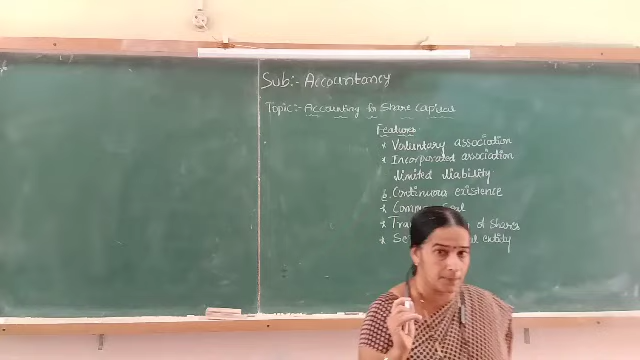 Sub:- Accountancy
Topic:- Accounting for Share Capital
Features
* Voluntary association
* Incorporated association
limited liability
b. Continuous existence
* Comm
* Tra of shares
* Se entity